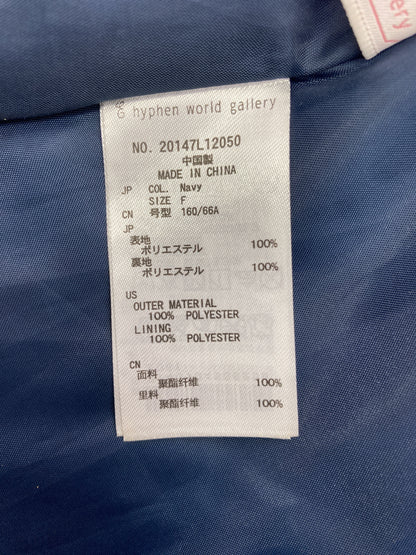 ery
hyphen world gallery
NO. 20147L12050
中国製
MADE IN CHINA
JP COL. Navy
SIZE F
CN 号型 160/66A
JP
表地
ポリエステル 100%
裏地
ポリエステル 100%
US
OUTER MATERIAL
100% POLYESTER
LINING
100% POLYESTER
CN
面料
聚酯纤维 100%
里料
聚酯纤维 100%